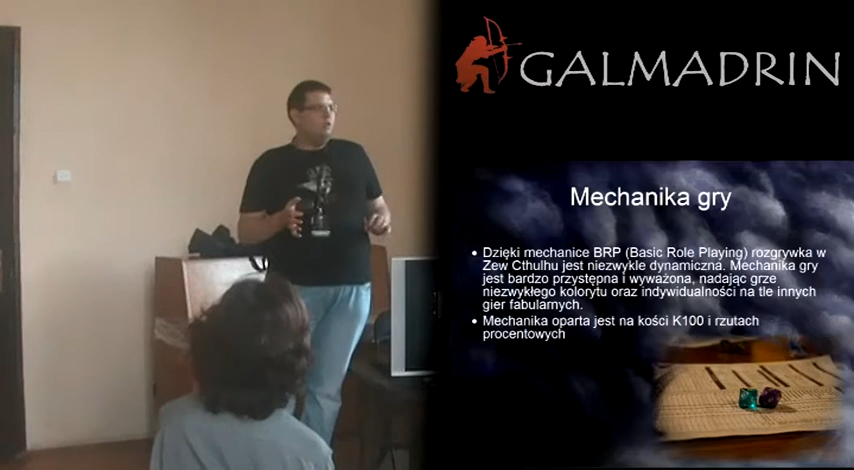 GALMADRIN
Mechanika gry
Dzięki mechanice BRP (Basic Role Playing) rozgrywka w
Zew Cthulhu jest niezwykle dynamiczna. Mechanika gry
jest bardzo przystępna i wyważona, nadając grze
niezwykłego kolorytu oraz indywidualności na tle innych
gier fabularnych.
Mechanika oparta jest na kości K100 i rzutach
procentowych